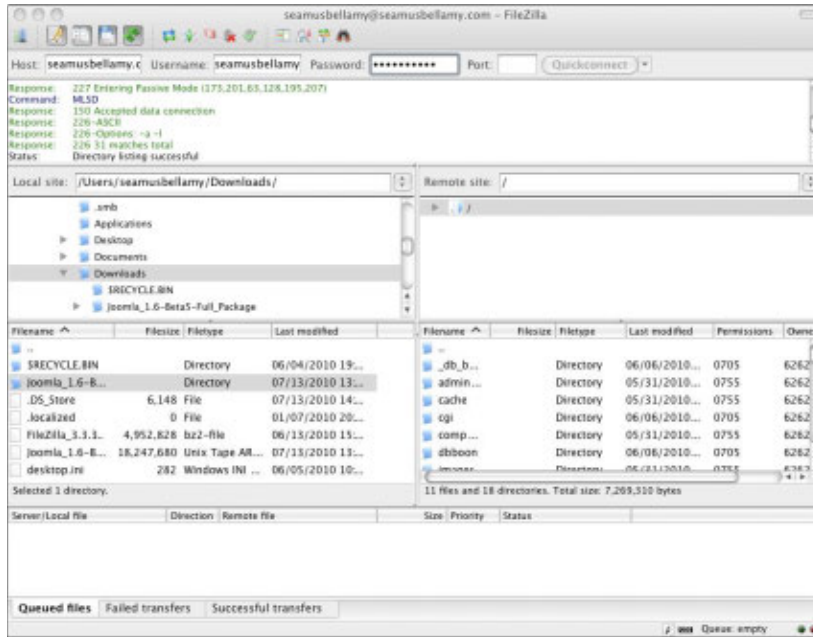 seamusbellamy@seamusbellamy.com - FileZilla
Host: seamusbellamy.c Username: seamusbellamy Password: •••••••••• Port: Quickconnect
Response: 227 Entering Passive Mode (173,201,63,128,195,207)
Command: MLSD
Response: 150 Accepted data connection
Response: 226-ASCII
Response: 226-Options: -a -l
Response: 226 31 matches total
Status: Directory listing successful
Local site: /Users/seamusbellamy/Downloads/
Remote site: /
.smb
Applications
Desktop
Documents
Downloads
$RECYCLE.BIN
Joomla_1.6-Beta5-Full_Package
/
Filename Filesize Filetype Last modified
..
$RECYCLE.BIN Directory 06/04/2010 19:...
Joomla_1.6-B... Directory 07/13/2010 13:...
.DS_Store 6,148 File 07/13/2010 14:...
.localized 0 File 01/07/2010 20:...
FileZilla_3.3.3... 4,952,828 bz2-file 06/13/2010 15:...
Joomla_1.6-B... 18,247,680 Unix Tape AR... 07/13/2010 13:...
desktop.ini 282 Windows INI ... 06/05/2010 10:...
Selected 1 directory.
Filename Filesize Filetype Last modified Permissions Owne
..
_db_b... Directory 06/06/2010... 0705 6262
admin... Directory 05/31/2010... 0755 6262
cache Directory 05/31/2010... 0755 6262
cgi Directory 06/06/2010... 0705 6262
comp... Directory 05/31/2010... 0755 6262
dbboon Directory 06/06/2010... 0705 6262
images Directory 05/31/2010... 0755 6262
11 files and 18 directories. Total size: 7,269,310 bytes
Server/Local file Direction Remote file Size Priority Status
Queued files Failed transfers Successful transfers
Queue: empty